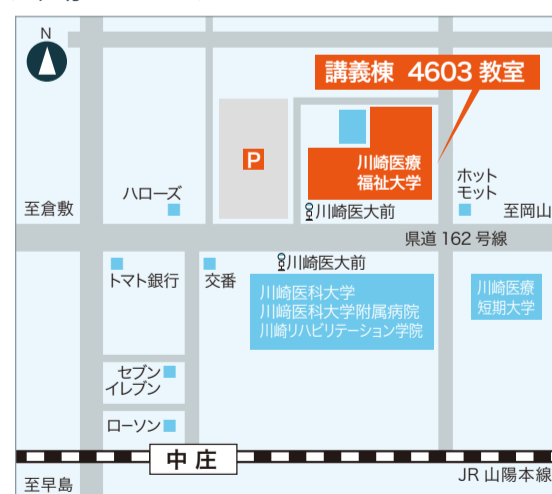 N
講義棟 4603 教室
P
川崎医療
福祉大学
ホット
モット
ハローズ
至倉敷
川崎医大前
至岡山
県道 162 号線
川崎医大前
トマト銀行
交番
川崎医科大学
川﨑医科大学附属病院
川崎リハビリテーション学院
川崎医療
短期大学
セブン
イレブン
ローソン
中庄
JR 山陽本線
至早島